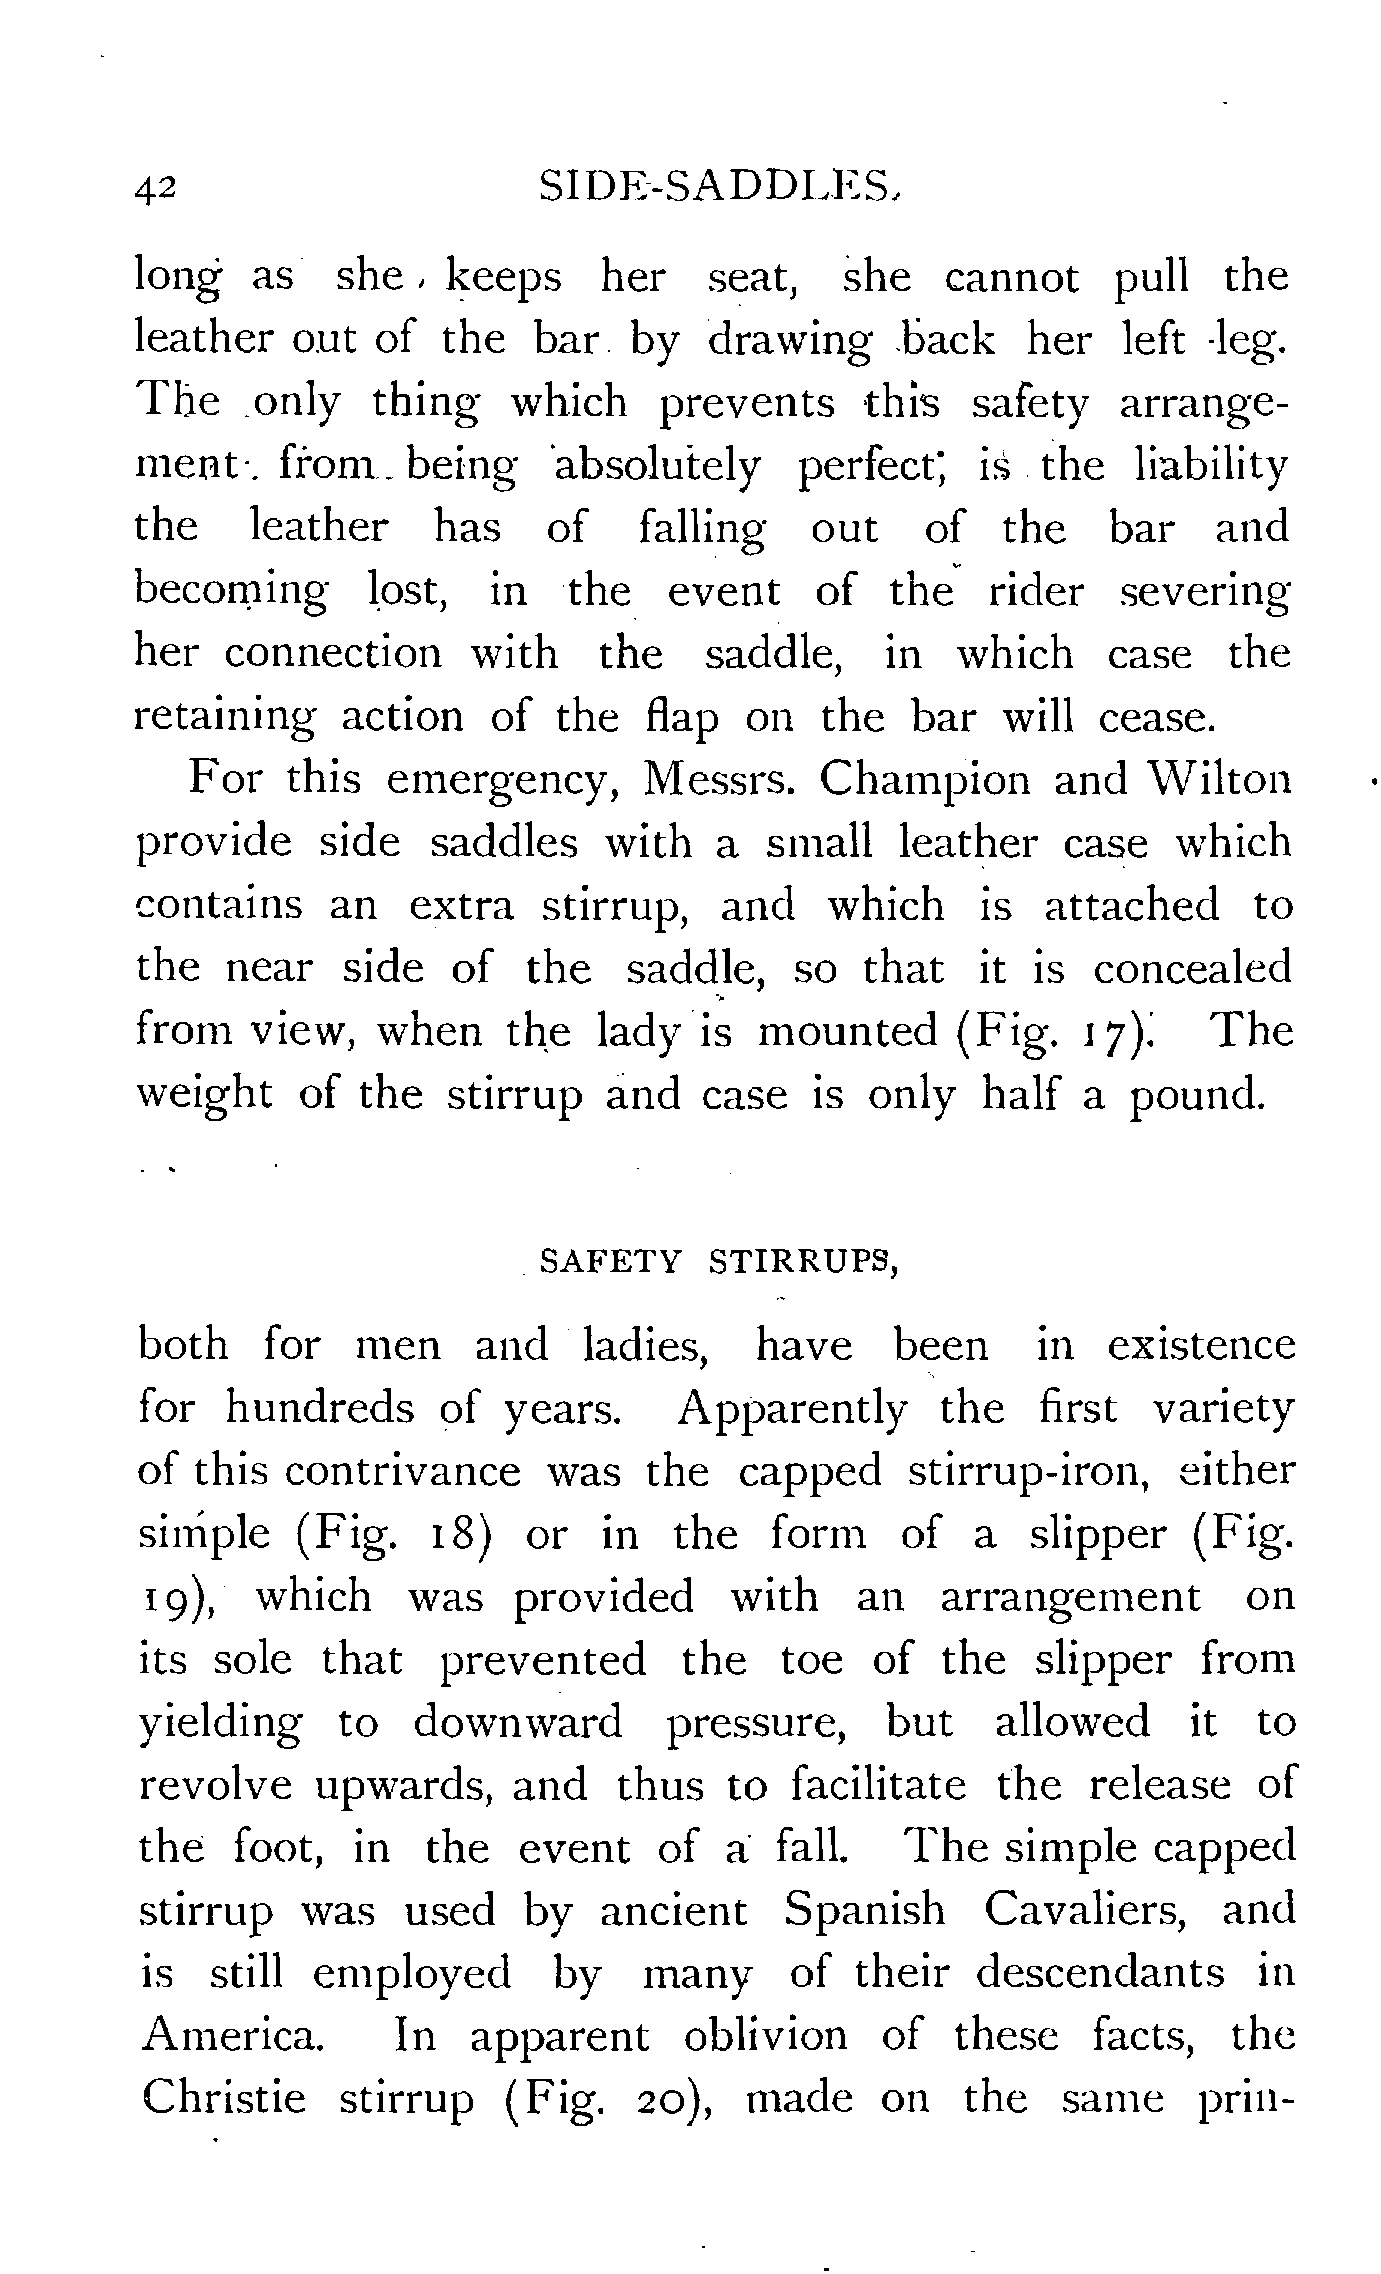 42 SIDE-SADDLES.
long as she keeps her seat, she cannot pull the
leather out of the bar by drawing back her left leg.
The only thing which prevents this safety arrange-
ment from being absolutely perfect, is the liability
the leather has of falling out of the bar and
becoming lost, in the event of the rider severing
her connection with the saddle, in which case the
retaining action of the flap on the bar will cease.
For this emergency, Messrs. Champion and Wilton
provide side saddles with a small leather case which
contains an extra stirrup, and which is attached to
the near side of the saddle, so that it is concealed
from view, when the lady is mounted (Fig. 17). The
weight of the stirrup and case is only half a pound.
SAFETY STIRRUPS,
both for men and ladies, have been in existence
for hundreds of years. Apparently the first variety
of this contrivance was the capped stirrup-iron, either
simple (Fig. 18) or in the form of a slipper (Fig.
19), which was provided with an arrangement on
its sole that prevented the toe of the slipper from
yielding to downward pressure, but allowed it to
revolve upwards, and thus to facilitate the release of
the foot, in the event of a fall. The simple capped
stirrup was used by ancient Spanish Cavaliers, and
is still employed by many of their descendants in
America. In apparent oblivion of these facts, the
Christie stirrup (Fig. 20), made on the same prin-